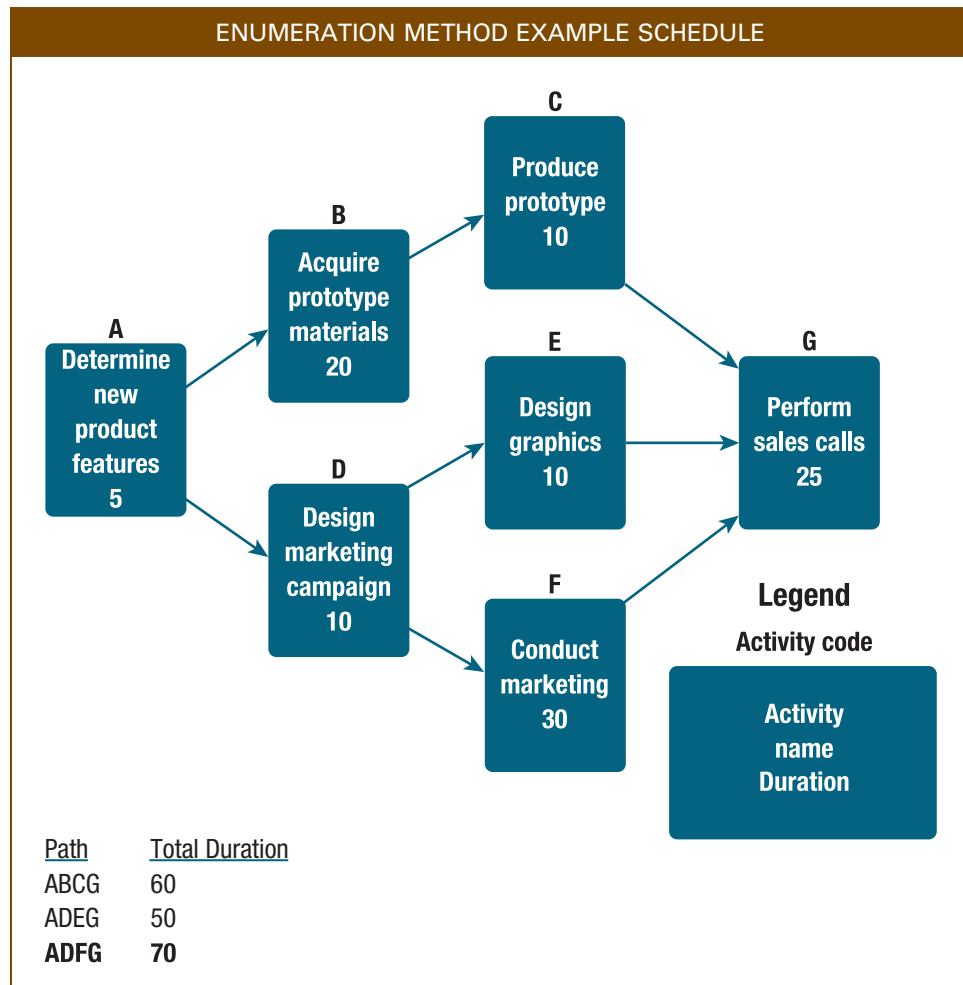 ENUMERATION METHOD EXAMPLE SCHEDULE
A
Determine
new
product
features
5
B
Acquire
prototype
materials
20
C
Produce
prototype
10
D
Design
marketing
campaign
10
E
Design
graphics
10
F
Conduct
marketing
30
G
Perform
sales calls
25
Legend
Activity code
Activity
name
Duration
Path Total Duration
ABCG 60
ADEG 50
ADFG 70